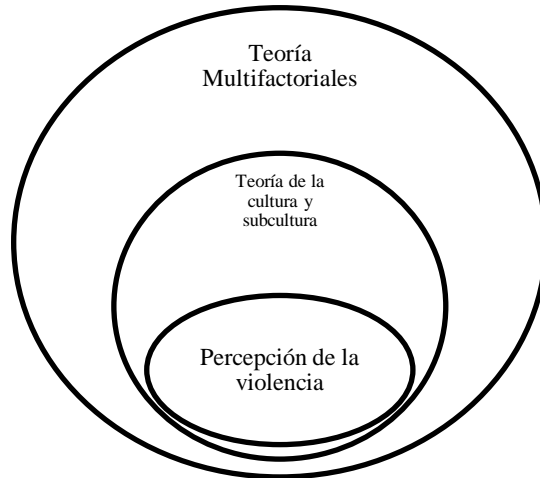 Teoría
Multifactoriales
Teoría de la
cultura y
subcultura
Percepción de la
violencia